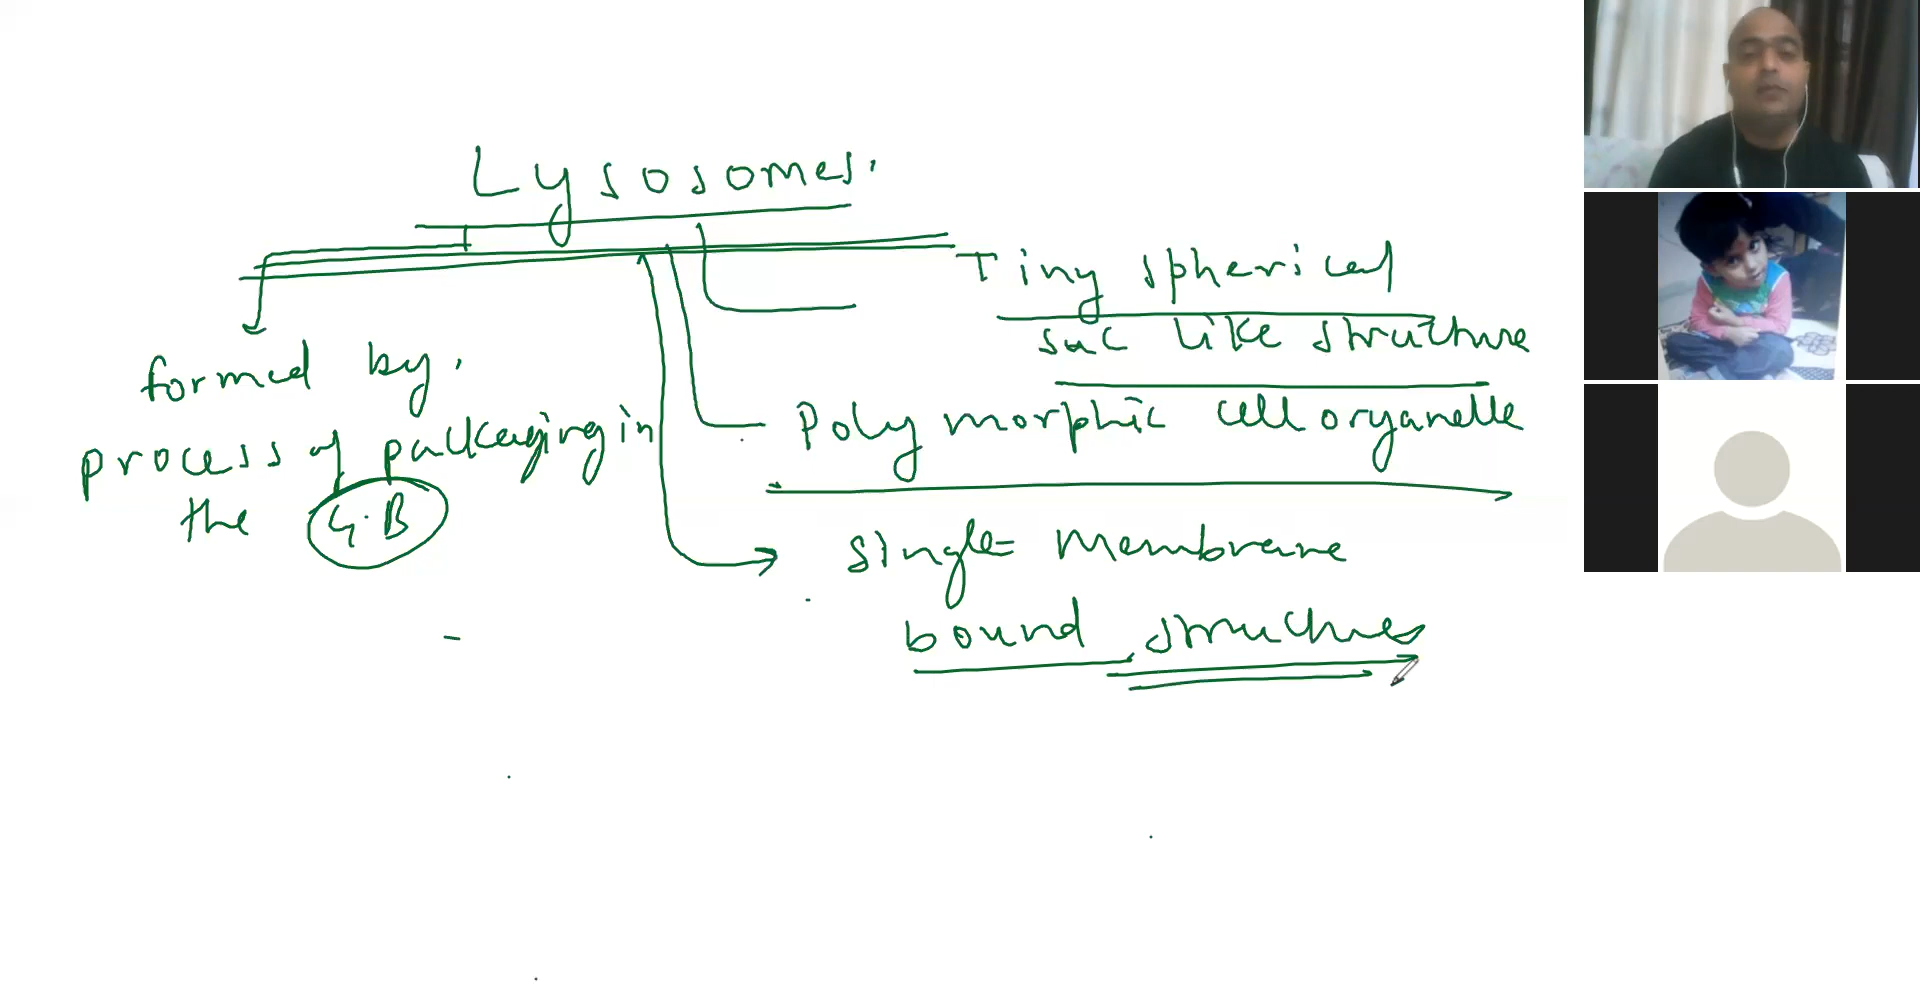 Lysosomes.
Tiny spherical
sac like structure
Polymorphic cell organelle
single membrane
bound structures
formed by.
process of packaging in
the G.B